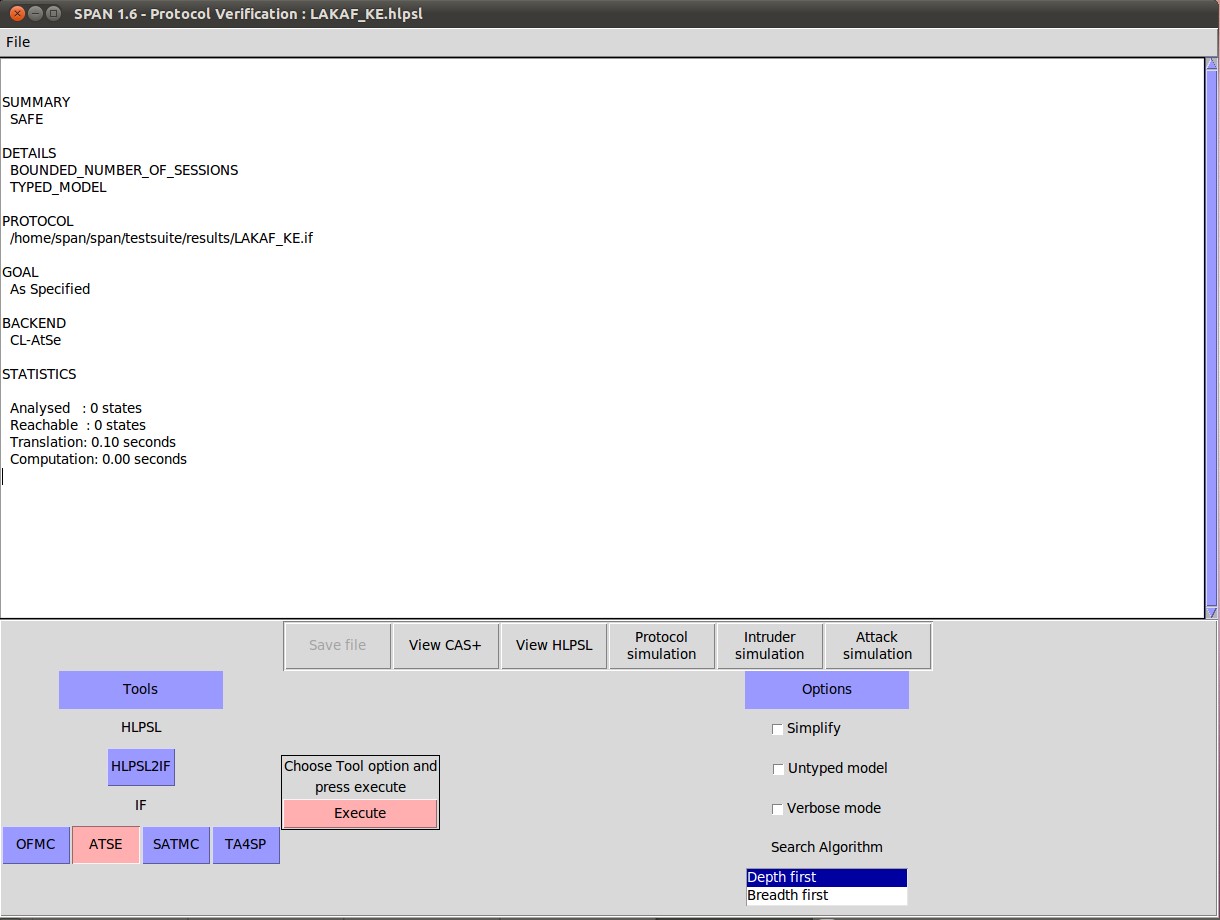 SPAN 1.6 - Protocol Verification : LAKAF_KE.hlpsl
File
SUMMARY
SAFE
DETAILS
BOUNDED_NUMBER_OF_SESSIONS
TYPED_MODEL
PROTOCOL
/home/span/span/testsuite/results/LAKAF_KE.if
GOAL
As Specified
BACKEND
CL-AtSe
STATISTICS
Analysed : 0 states
Reachable : 0 states
Translation: 0.10 seconds
Computation: 0.00 seconds
Save file
View CAS+
View HLPSL
Protocol
simulation
Intruder
simulation
Attack
simulation
Tools
HLPSL
HLPSL2IF
IF
OFMC
ATSE
SATMC
TA4SP
Choose Tool option and
press execute
Execute
Options
Simplify
Untyped model
Verbose mode
Search Algorithm
Depth first
Breadth first